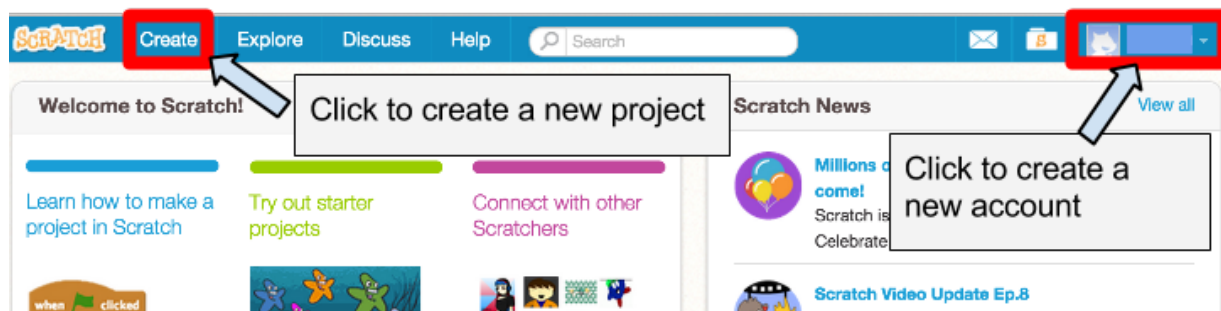 SCRATCH Create Explore Discuss Help Search
Click to create a new project
Welcome to Scratch!
Scratch News View all
Click to create a
new account
Learn how to make a
project in Scratch
Try out starter
projects
Connect with other
Scratchers
Millions
come!
Scratch is
Celebrate
when clicked
Scratch Video Update Ep.8